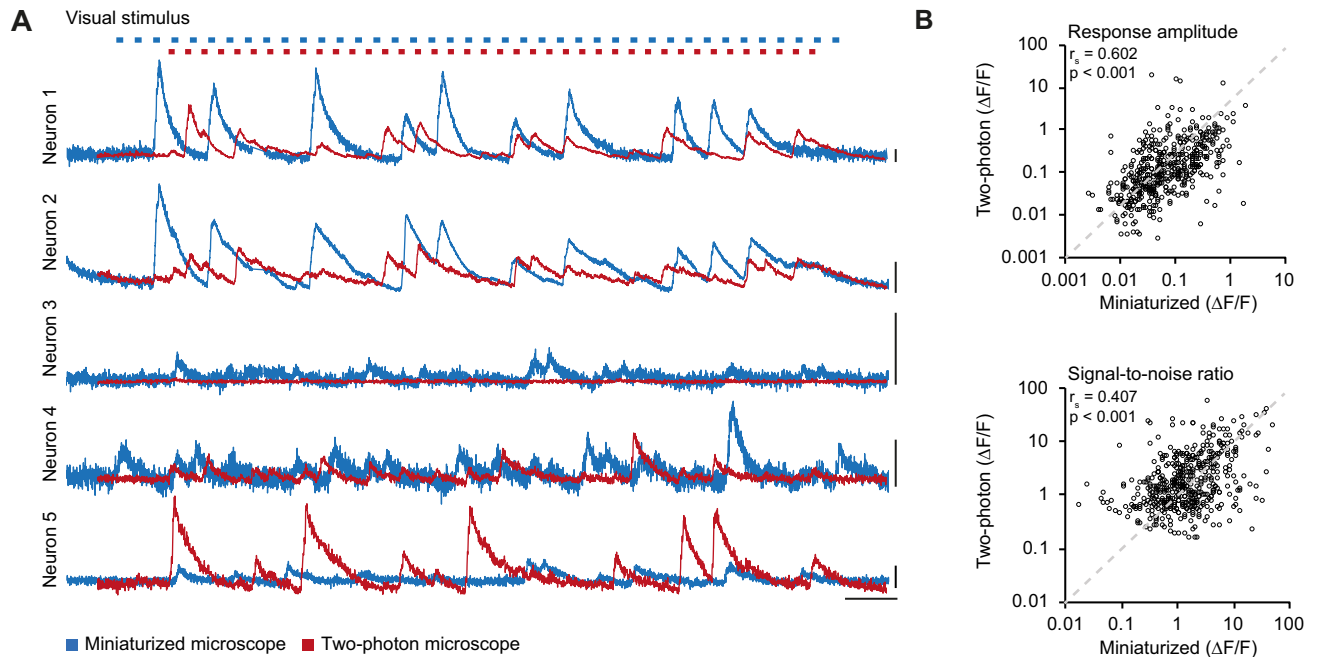 A
Visual stimulus
Neuron 1
Neuron 2
Neuron 3
Neuron 4
Neuron 5
Miniaturized microscope
Two-photon microscope
B
Response amplitude
rs = 0.602
p < 0.001
Two-photon (ΔF/F)
100
10
1
0.1
0.01
0.001
0.001 0.01 0.1 1 10
Miniaturized (ΔF/F)
Signal-to-noise ratio
rs = 0.407
p < 0.001
Two-photon (ΔF/F)
100
10
1
0.1
0.01
0.01 0.1 1 10 100
Miniaturized (ΔF/F)